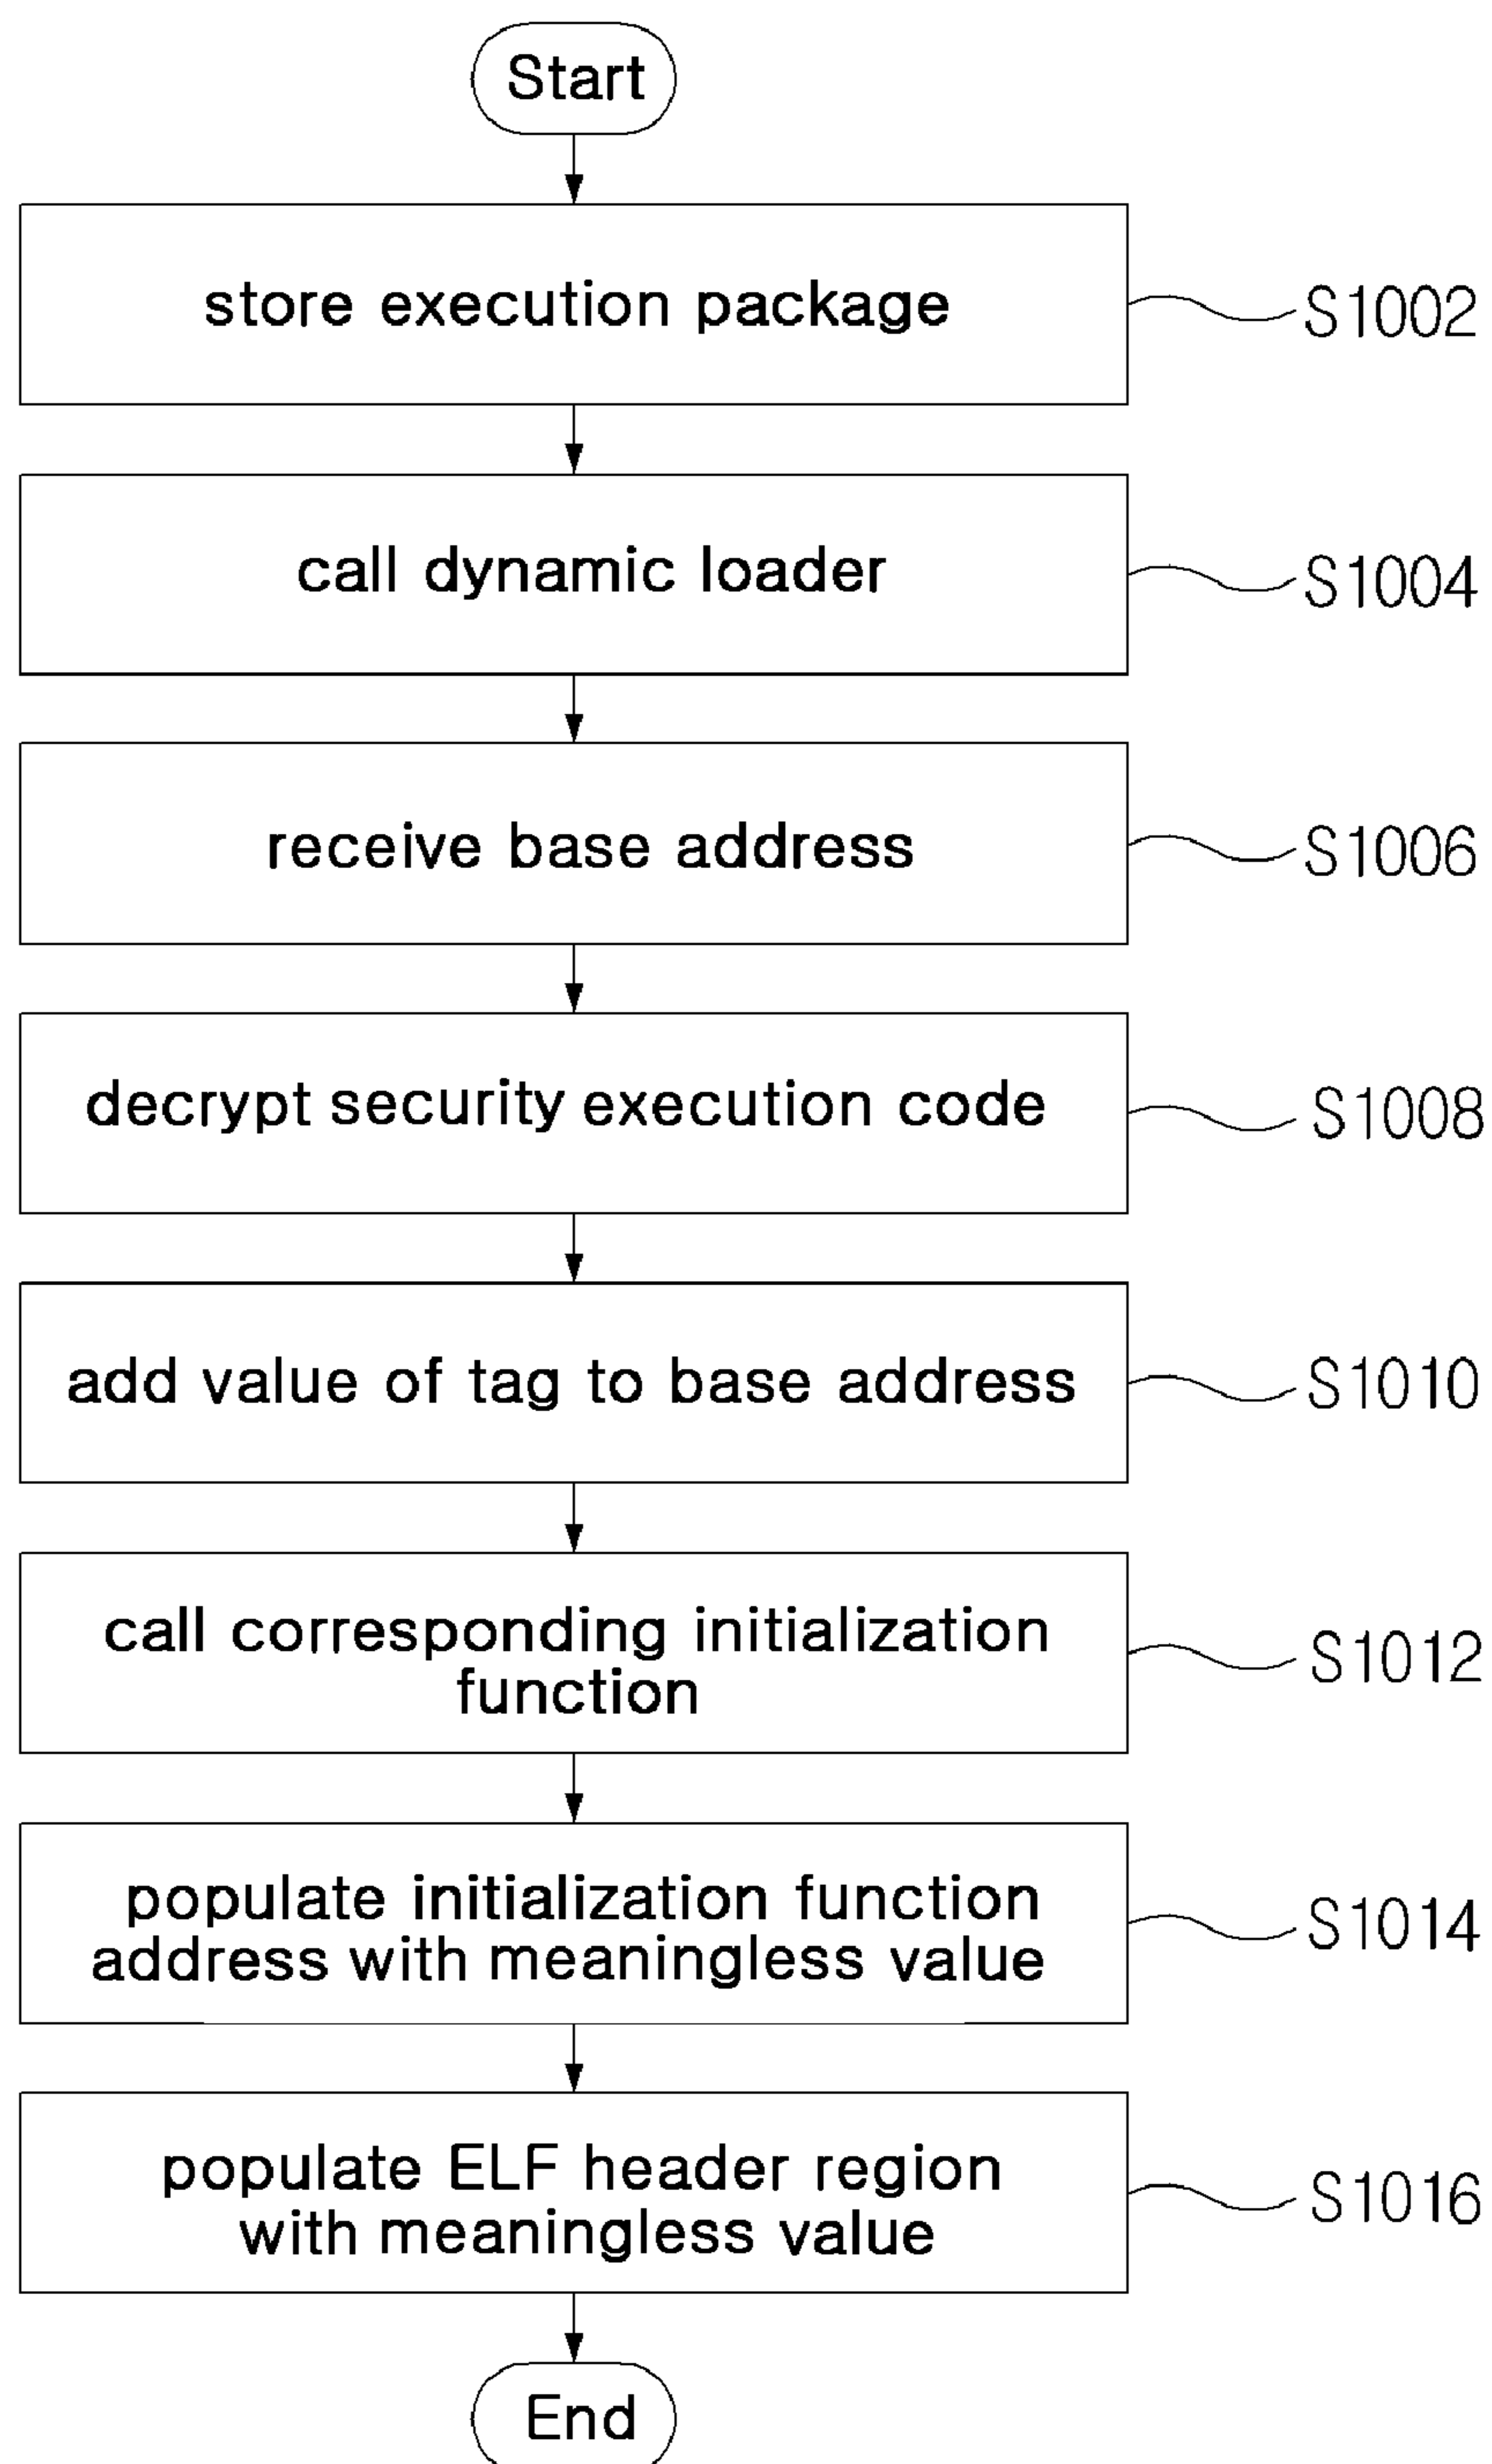 Start
store execution package
S1002
call dynamic loader
S1004
receive base address
S1006
decrypt security execution code
S1008
add value of tag to base address
S1010
call corresponding initialization
function
S1012
populate initialization function
address with meaningless value
S1014
populate ELF header region
with meaningless value
S1016
End